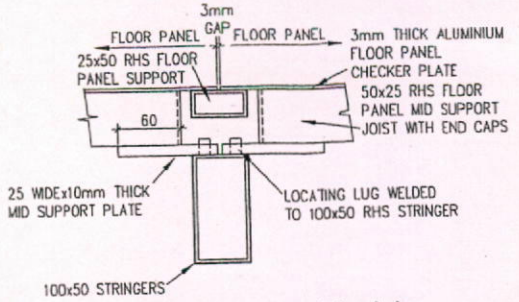 3mm
GAP
FLOOR PANEL
FLOOR PANEL
25x50 RHS FLOOR
PANEL SUPPORT
3mm THICK ALUMINIUM
FLOOR PANEL
CHECKER PLATE
50x25 RHS FLOOR
PANEL MID SUPPORT
JOIST WITH END CAPS
60
25 WIDEx10mm THICK
MID SUPPORT PLATE
LOCATING LUG WELDED
TO 100x50 RHS STRINGER
100x50 STRINGERS